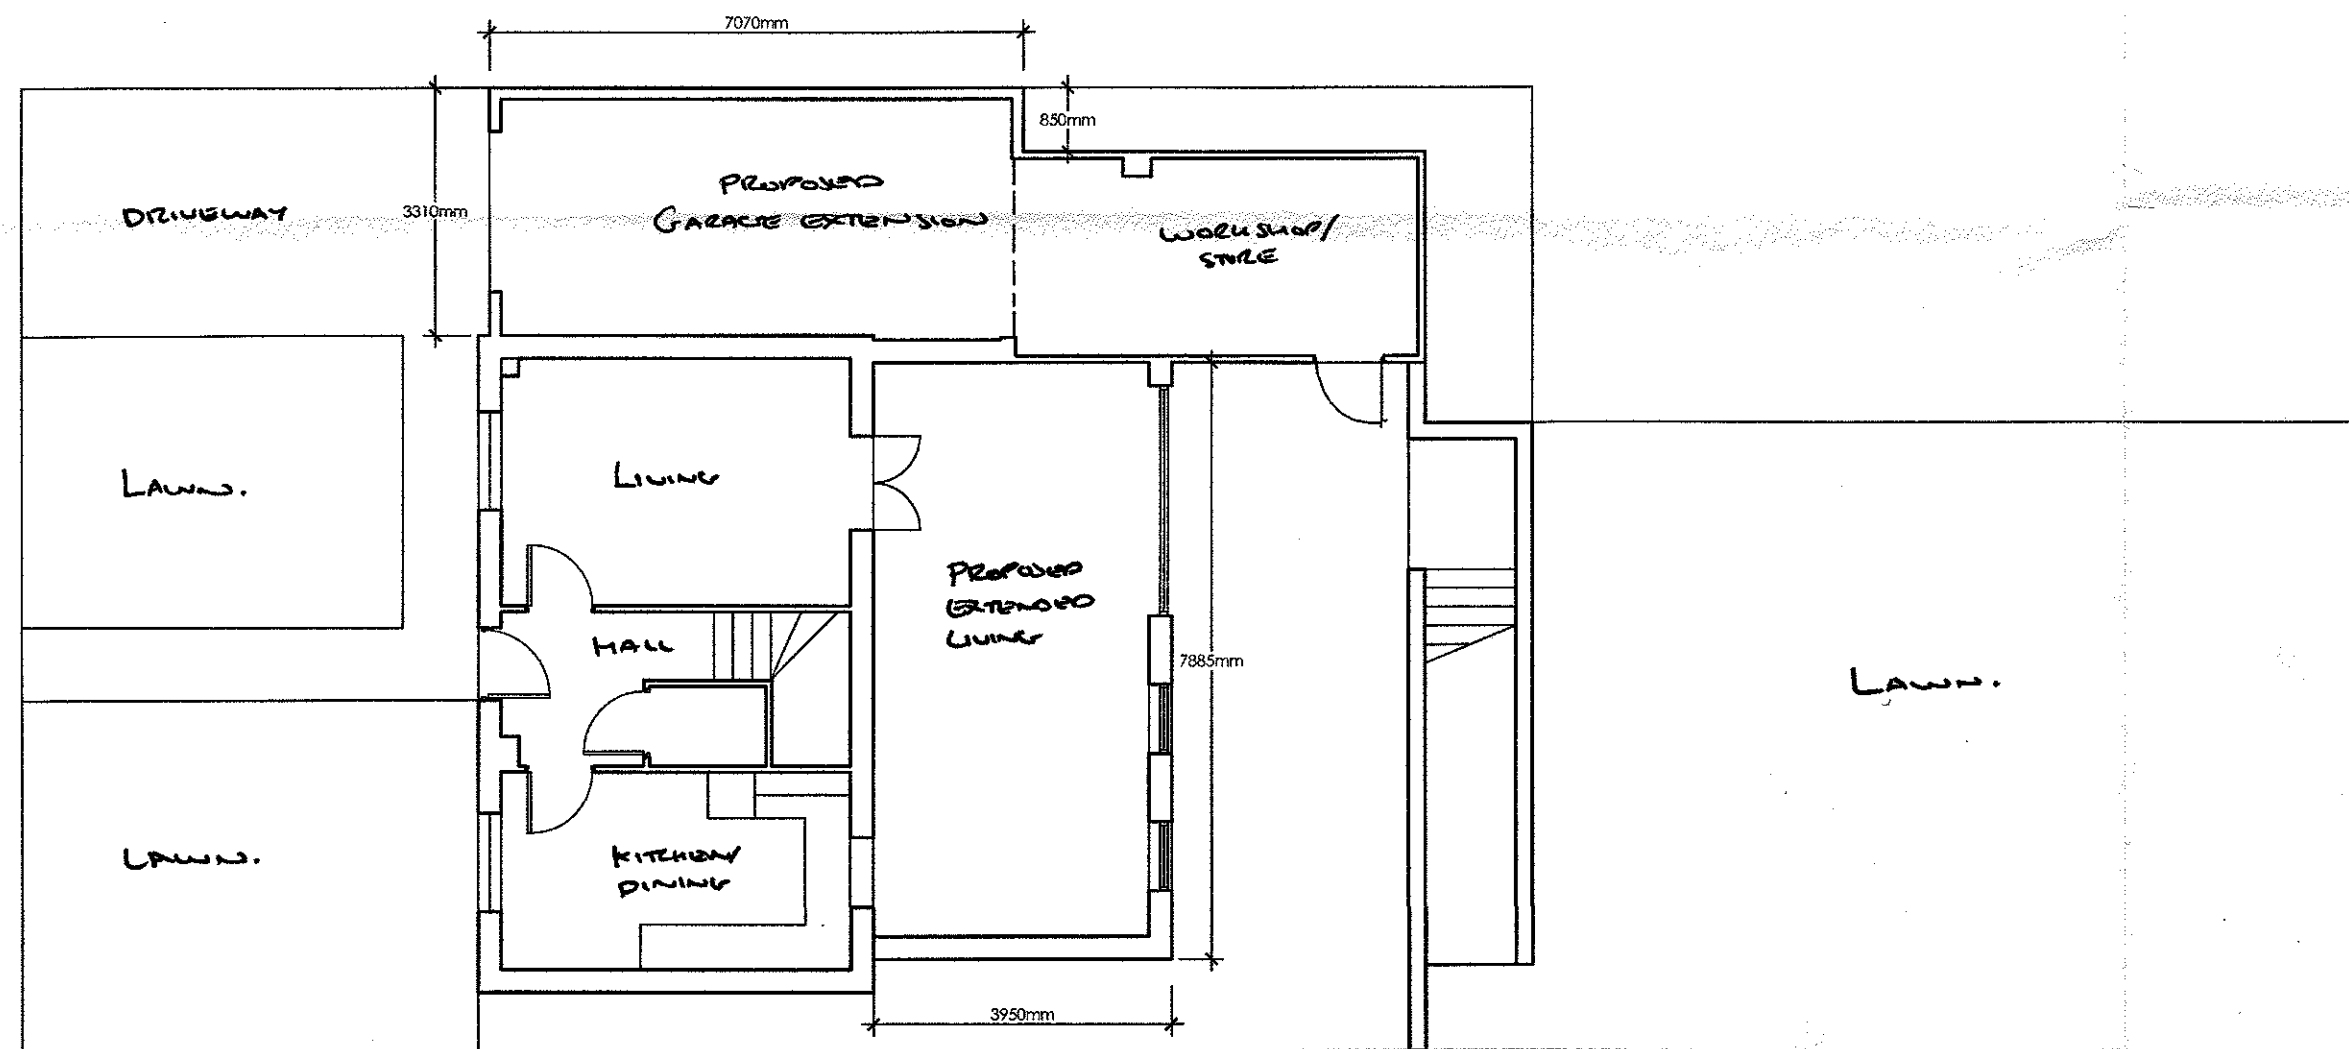 7070mm
850mm
3310mm
DRIVEWAY
PROPOSED
GARAGE EXTENSION
WORKSHOP/
STORE
LAWN.
LIVING
PROPOSED
EXTENDED
LIVING
HALL
7885mm
LAWN.
LAWN.
KITCHEN/
DINING
3950mm